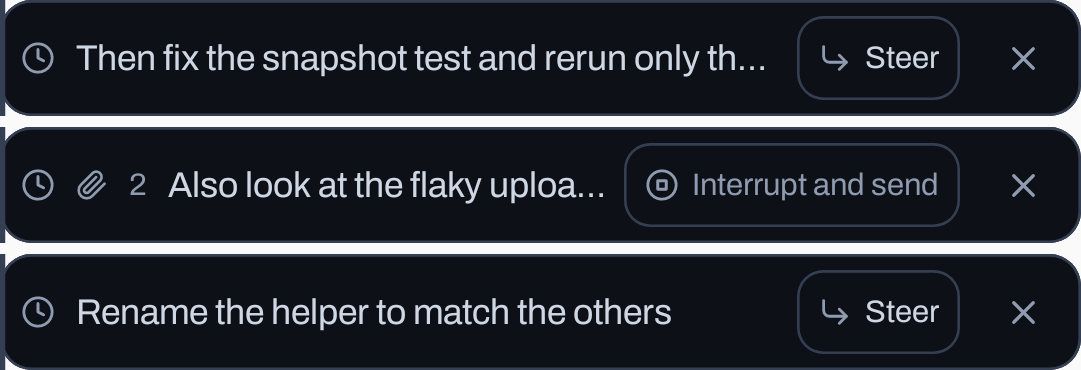 Then fix the snapshot test and rerun only th... Steer
2 Also look at the flaky uploa... Interrupt and send
Rename the helper to match the others Steer